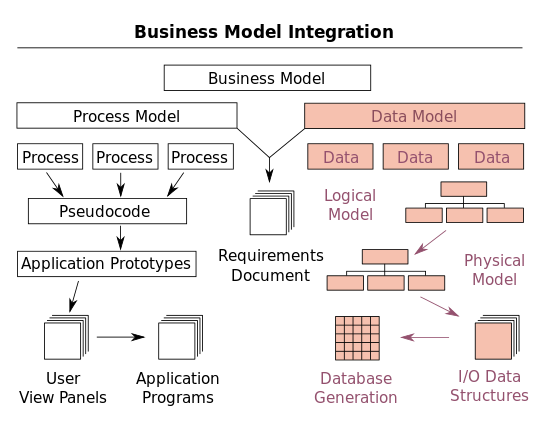 Business Model Integration
Business Model
Process Model
Data Model
Process
Process
Process
Data
Data
Data
Pseudocode
Logical
Model
Requirements
Document
Application Prototypes
Physical
Model
User
View Panels
Application
Programs
Database
Generation
I/O Data
Structures